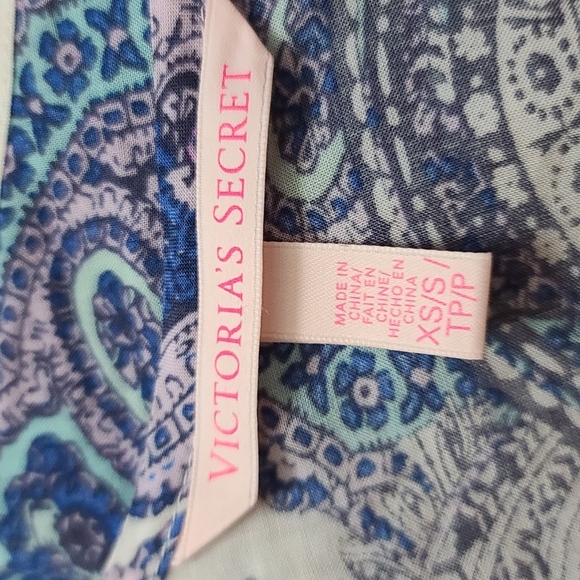 VICTORIA'S SECRET
MADE IN
CHINA/
FAIT EN
CHINE/
HECHO EN
CHINA
XS/S /
TP/P